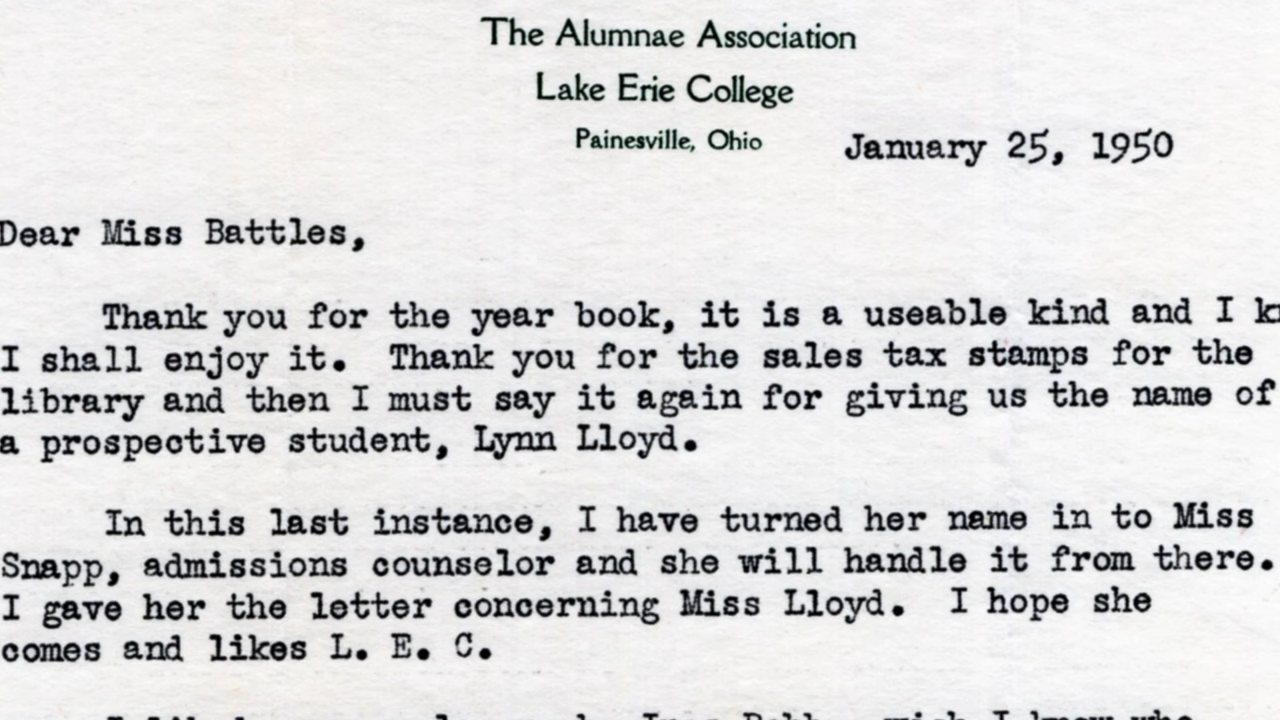 The Alumnae Association
Lake Erie College
Painesville, Ohio
January 25, 1950
Dear Miss Battles,
Thank you for the year book, it is a useable kind and I
I shall enjoy it. Thank you for the sales tax stamps for the
library and then I must say it again for giving us the name of
a prospective student, Lynn Lloyd.
In this last instance, I have turned her name in to Miss
Snapp, admissions counselor and she will handle it from there.
I gave her the letter concerning Miss Lloyd. I hope she
comes and likes L. E. C.